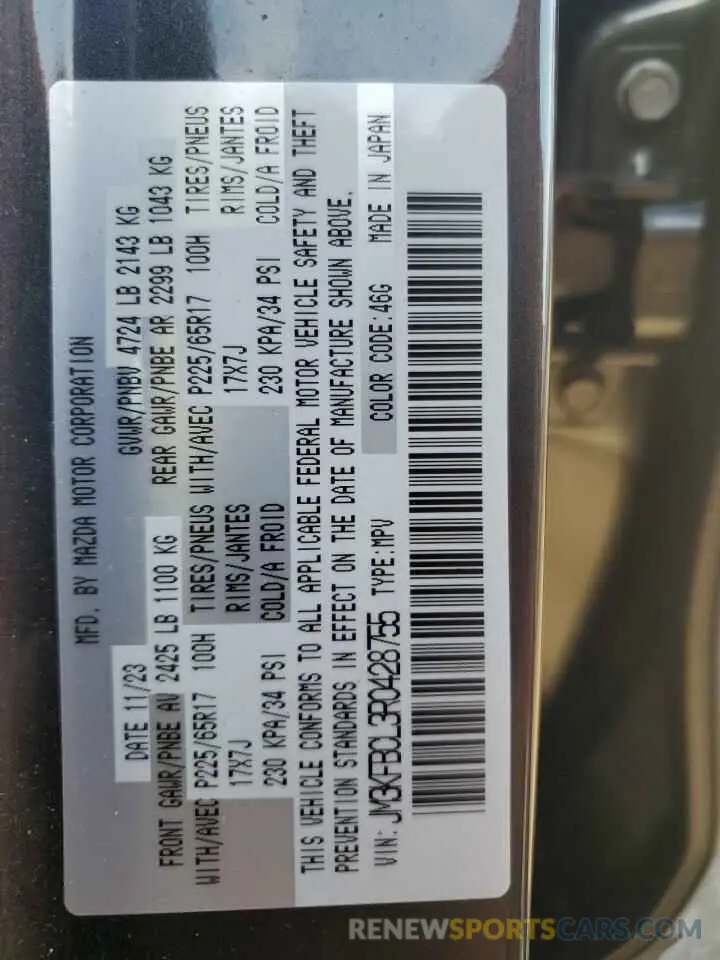 MFD. BY MAZDA MOTOR CORPORATION
DATE 11/23 GVWR/PNBV 4724 LB 2143 KG
FRONT GAWR/PNBE AV 2425 LB 1100 KG REAR GAWR/PNBE AR 2299 LB 1043 KG
WITH/AVEC P225/65R17 100H TIRES/PNEUS WITH/AVEC P225/65R17 100H TIRES/PNEUS
17X7J RIMS/JANTES 17X7J RIMS/JANTES
230 KPA/34 PSI COLD/A FROID 230 KPA/34 PSI COLD/A FROID
THIS VEHICLE CONFORMS TO ALL APPLICABLE FEDERAL MOTOR VEHICLE SAFETY AND THEFT
PREVENTION STANDARDS IN EFFECT ON THE DATE OF MANUFACTURE SHOWN ABOVE.
VIN: JM3KFBCL3R0428755 TYPE:MPV COLOR CODE:46G MADE IN JAPAN
RENEWSPORTSCARS.COM